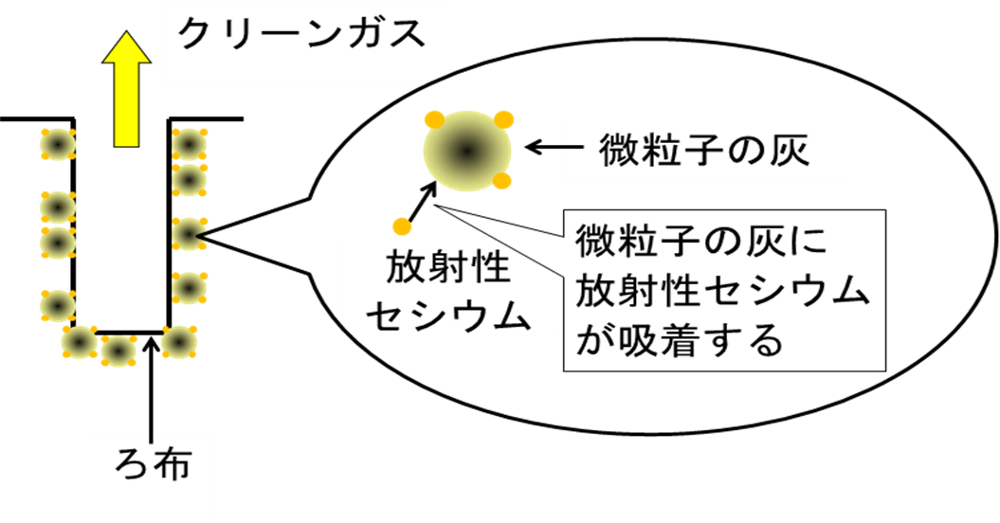 クリーンガス
微粒子の灰
微粒子の灰に
放射性セシウム
が吸着する
放射性
セシウム
ろ布